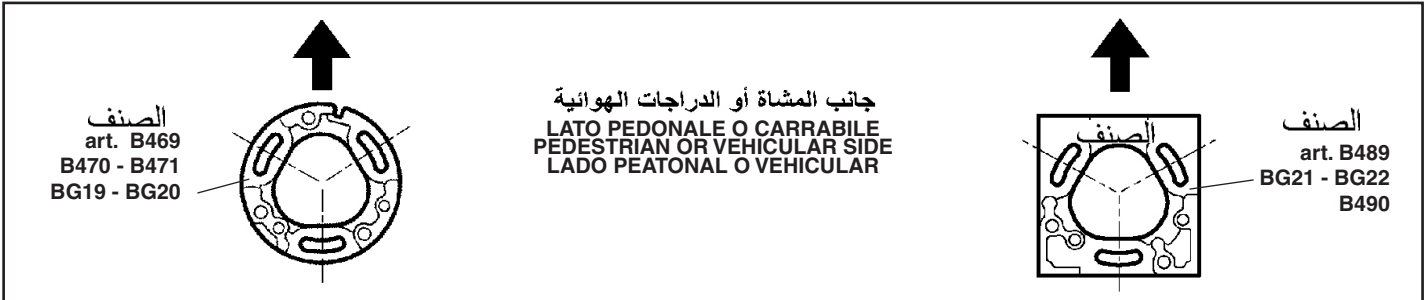 الصنف
art. B469
B470 - B471
BG19 - BG20
جانب المشاة أو الدراجات الهوائية
LATO PEDONALE O CARRABILE
PEDESTRIAN OR VEHICULAR SIDE
LADO PEATONAL O VEHICULAR
الصنف
الصنف
art. B489
BG21 - BG22
B490